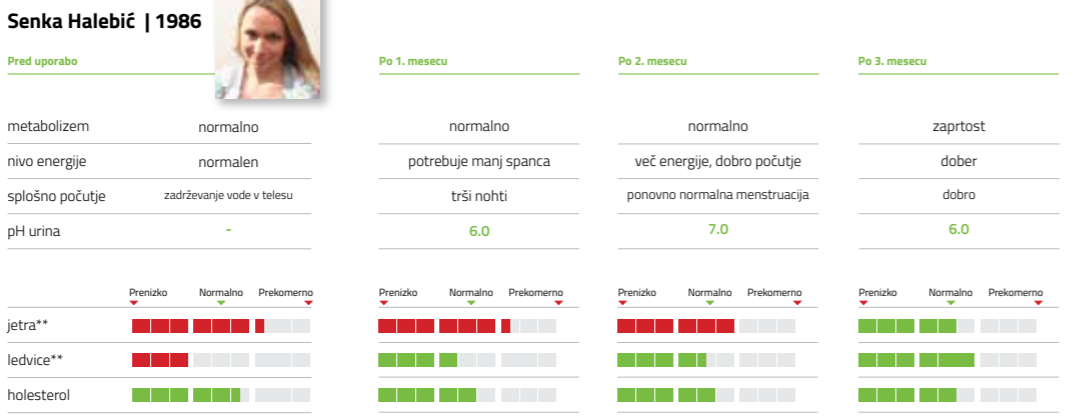 Senka Halebić | 1986
Pred uporabo Po 1. mesecu Po 2. mesecu Po 3. mesecu
metabolizem normalno normalno normalno zaprtost
nivo energije normalen potrebuje manj spanca več energije, dobro počutje dober
splošno počutje zadrževanje vode v telesu trši nohti ponovno normalna menstruacija dobro
pH urina - 6.0 7.0 6.0
Prenizko Normalno Prekomerno Prenizko Normalno Prekomerno Prenizko Normalno Prekomerno Prenizko Normalno Prekomerno
jetra**
ledvice**
holesterol